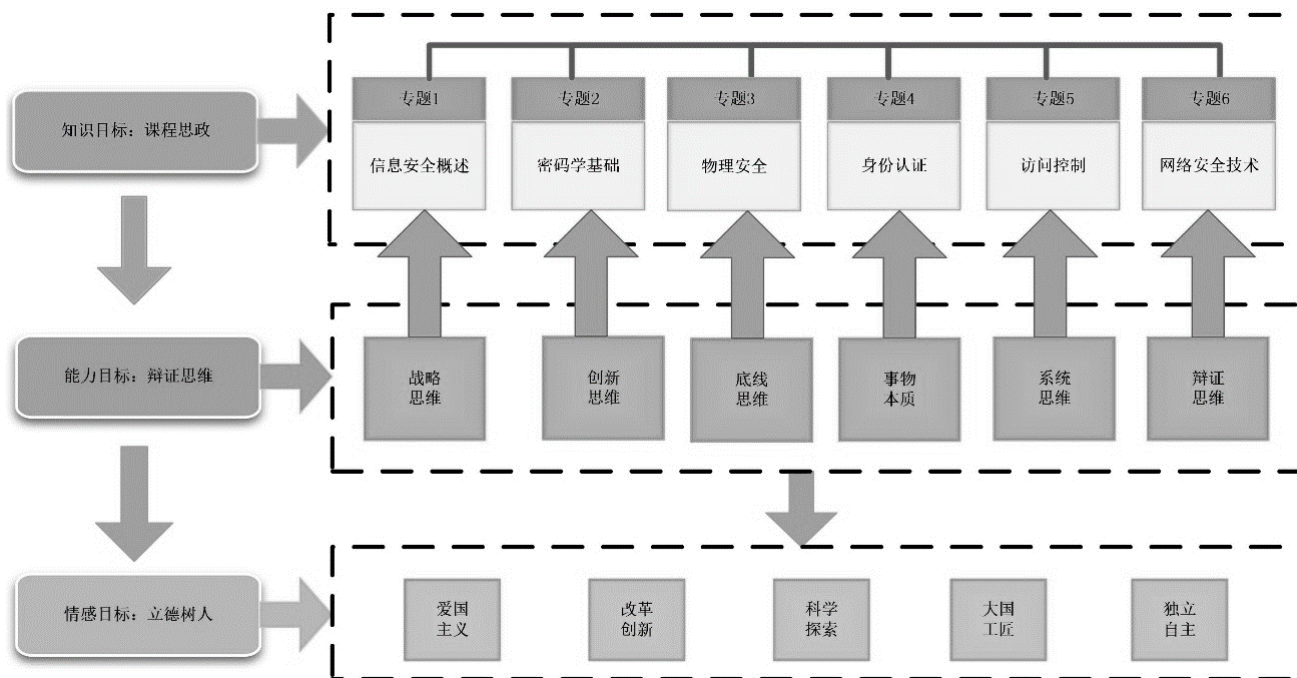 知识目标：课程思政
专题1
专题2
专题3
专题4
专题5
专题6
信息安全概述
密码学基础
物理安全
身份认证
访问控制
网络安全技术
能力目标：辩证思维
战略
思维
创新
思维
底线
思维
事物
本质
系统
思维
辩证
思维
情感目标：立德树人
爱国
主义
改革
创新
科学
探索
大国
工匠
独立
自主